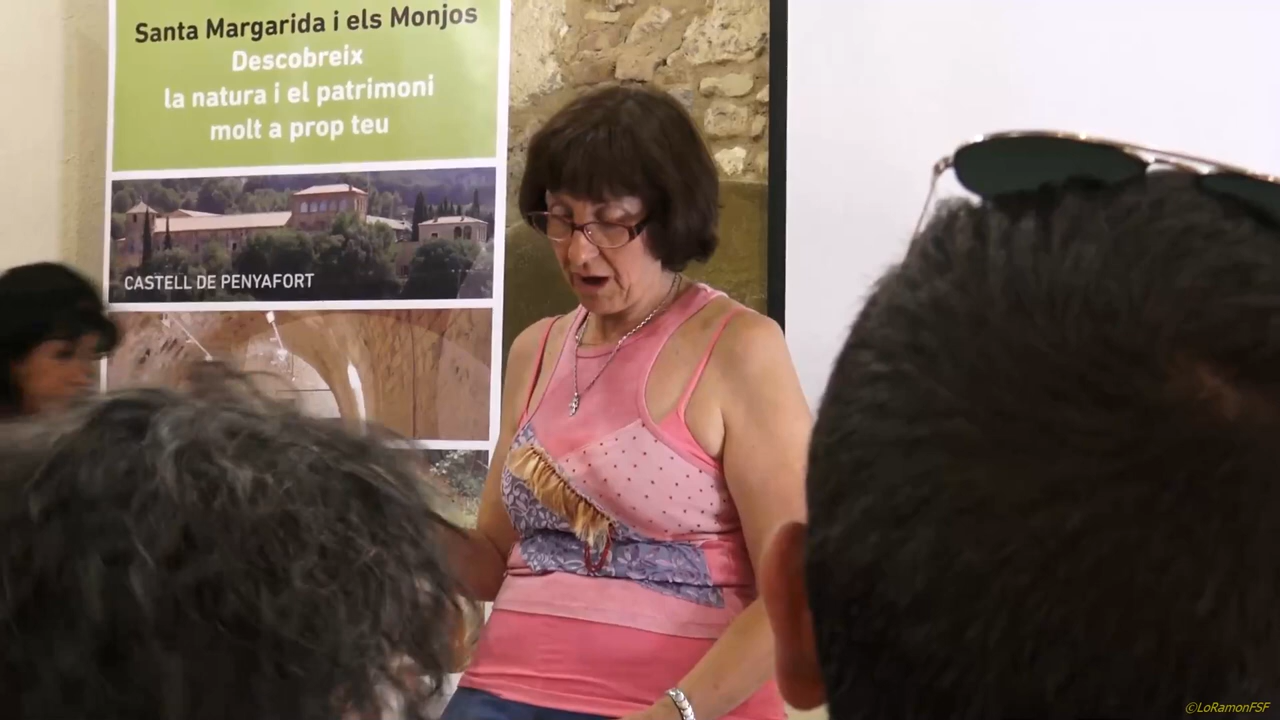 Santa Margarida i els Monjos
Descobreix
la natura i el patrimoni
molt a prop teu
CASTELL DE PENYAFORT
©LoRamonFSF